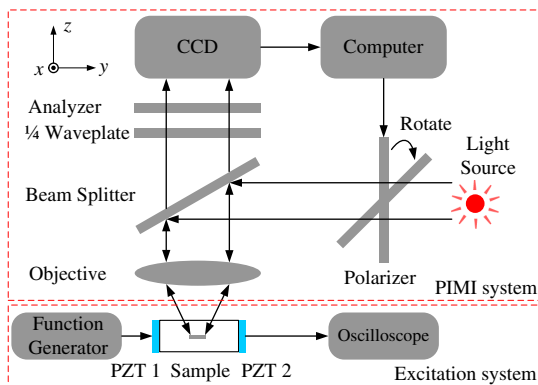 z
x
y
CCD
Computer
Analyzer
¼ Waveplate
Rotate
Light
Source
Beam Splitter
Objective
Polarizer
PIMI system
Function
Generator
Oscilloscope
PZT 1
Sample
PZT 2
Excitation system